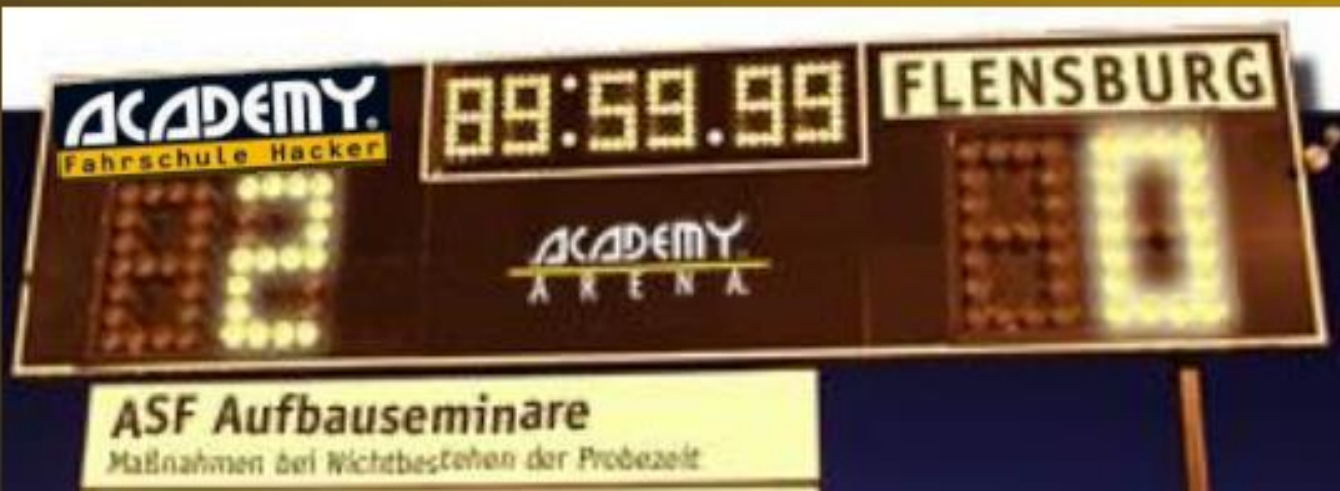 ACADEMY®
Fahrschule Hacker
89:59.99
FLENSBURG
2
0
ACADEMY
ARENA
ASF Aufbauseminare
Maßnahmen bei Nichtbestehen der Probezeit